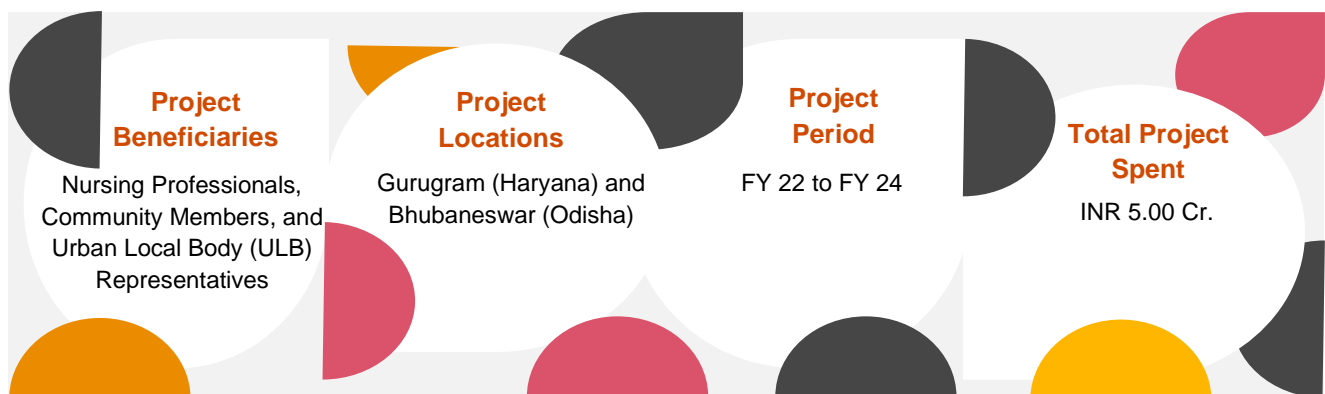 Project
Beneficiaries
Nursing Professionals,
Community Members, and
Urban Local Body (ULB)
Representatives
Project
Locations
Gurugram (Haryana) and
Bhubaneswar (Odisha)
Project
Period
FY 22 to FY 24
Total Project
Spent
INR 5.00 Cr.